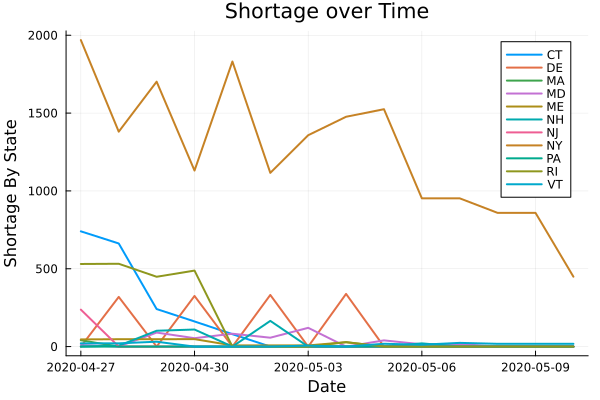 Shortage over Time
Shortage By State
2000
1500
1000
500
0
2020-04-27
2020-04-30
2020-05-03
2020-05-06
2020-05-09
Date
CT
DE
MA
MD
ME
NH
NJ
NY
PA
RI
VT